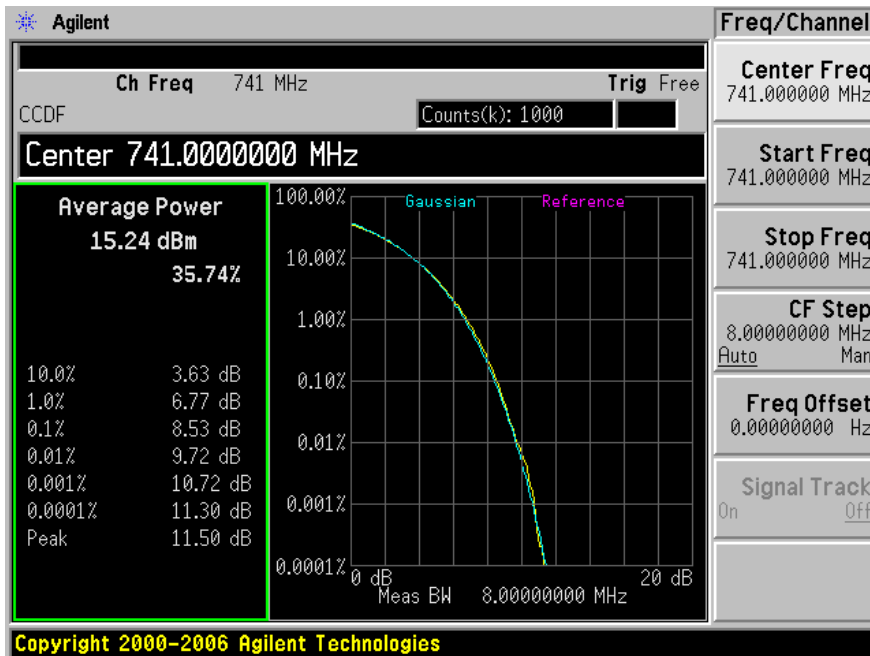 Agilent
Freq/Channel
Ch Freq 741 MHz Trig Free
CCDF Counts(k): 1000
Center 741.0000000 MHz
Average Power
15.24 dBm
35.74%
10.0% 3.63 dB
1.0% 6.77 dB
0.1% 8.53 dB
0.01% 9.72 dB
0.001% 10.72 dB
0.0001% 11.30 dB
Peak 11.50 dB
Gaussian Reference
100.00%
10.00%
1.00%
0.10%
0.01%
0.001%
0.0001%
0 dB 20 dB
Meas BW 8.00000000 MHz
Center Freq
741.000000 MHz
Start Freq
741.000000 MHz
Stop Freq
741.000000 MHz
CF Step
8.00000000 MHz
Auto Man
Freq Offset
0.00000000 Hz
Signal Track
On Off
Copyright 2000-2006 Agilent Technologies